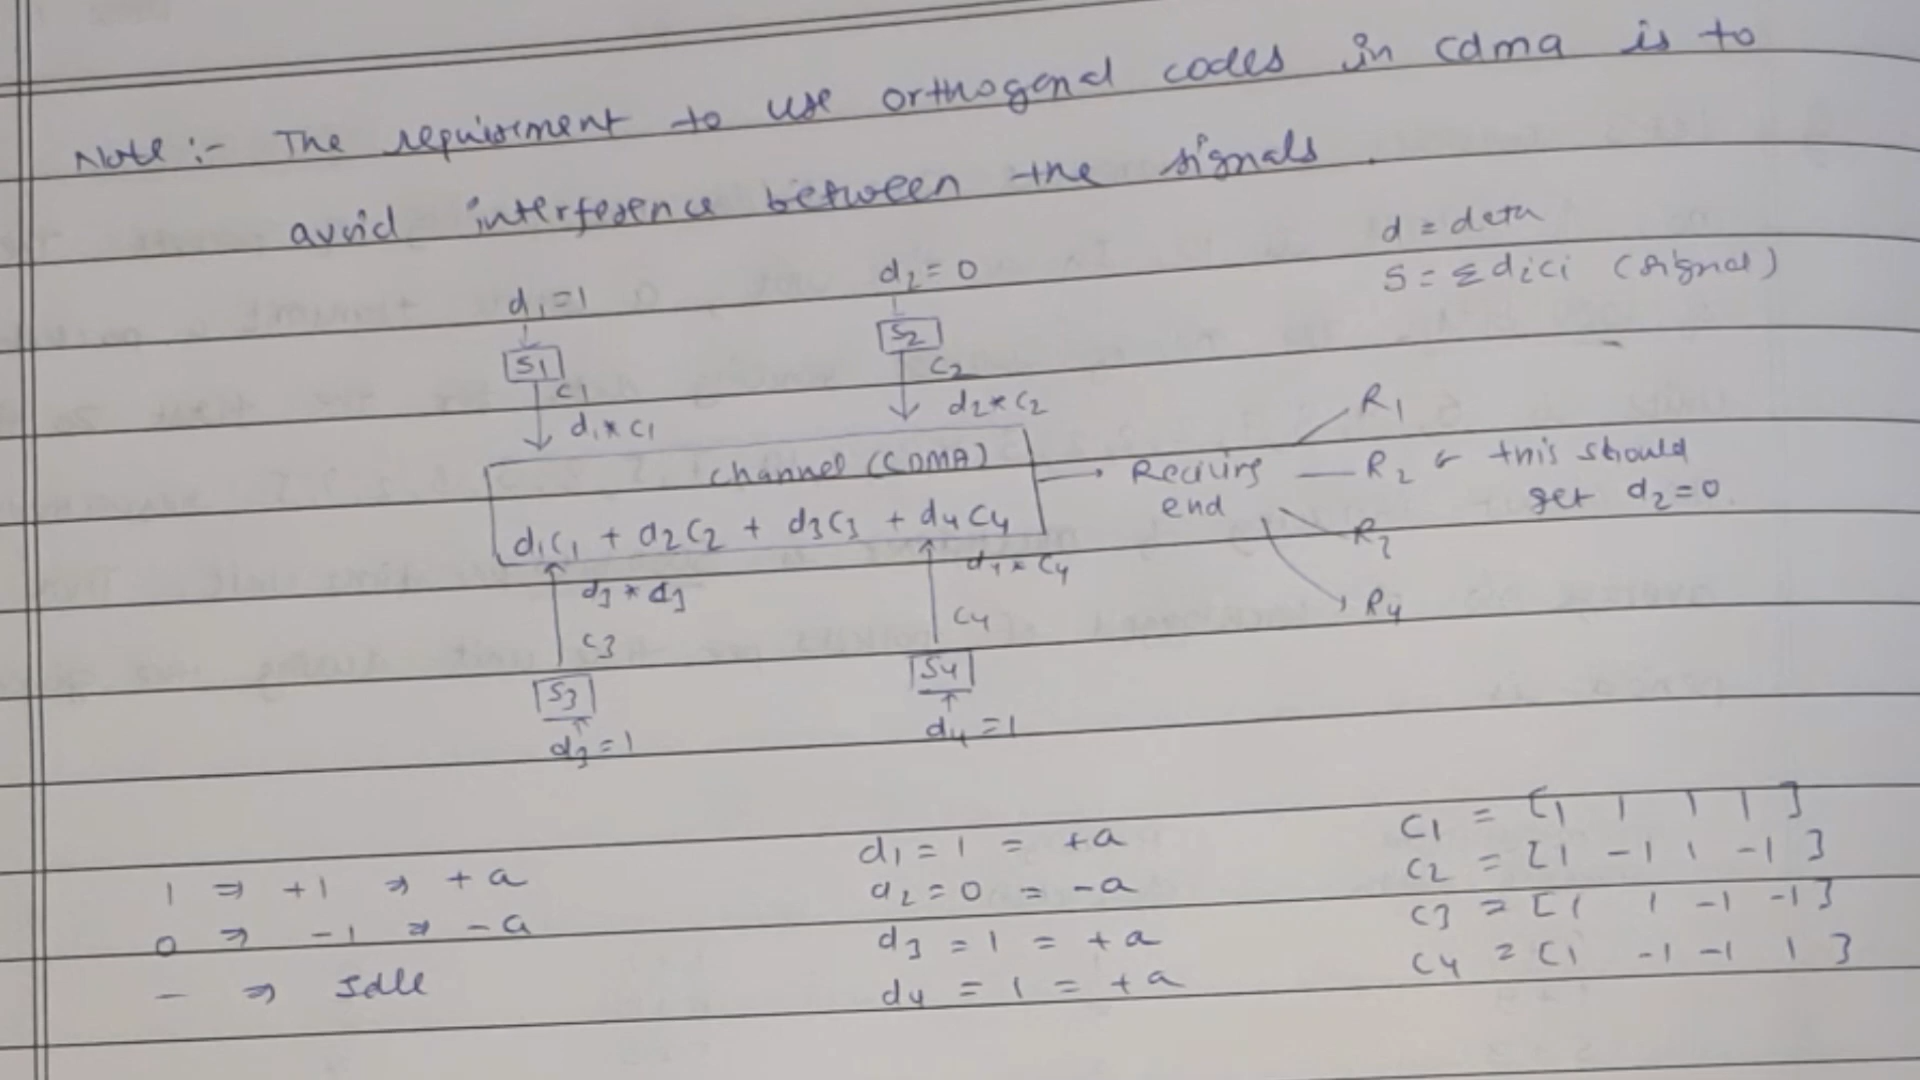 Note :- The requirement to use orthogonal codes in cdma is to
avoid interference between the signals.
d = data
S = Σdici (signal)
d1=1
d2=0
S1
S2
C1
C2
d1*C1
d2*C2
channel (CDMA)
d1C1 + d2C2 + d3C3 + d4C4
Reciving end
R1
R2 this should get d2=0
R3
R4
d3 * d3
d4*C4
C3
C4
S3
S4
d3=1
d4=1
1 ⇒ +1 ⇒ +a
0 ⇒ -1 ⇒ -a
— ⇒ Idle
d1 = 1 = +a
d2 = 0 = -a
d3 = 1 = +a
d4 = 1 = +a
C1 = [1 1 1 1]
C2 = [1 -1 1 -1]
C3 = [1 1 -1 -1]
C4 = [1 -1 -1 1]